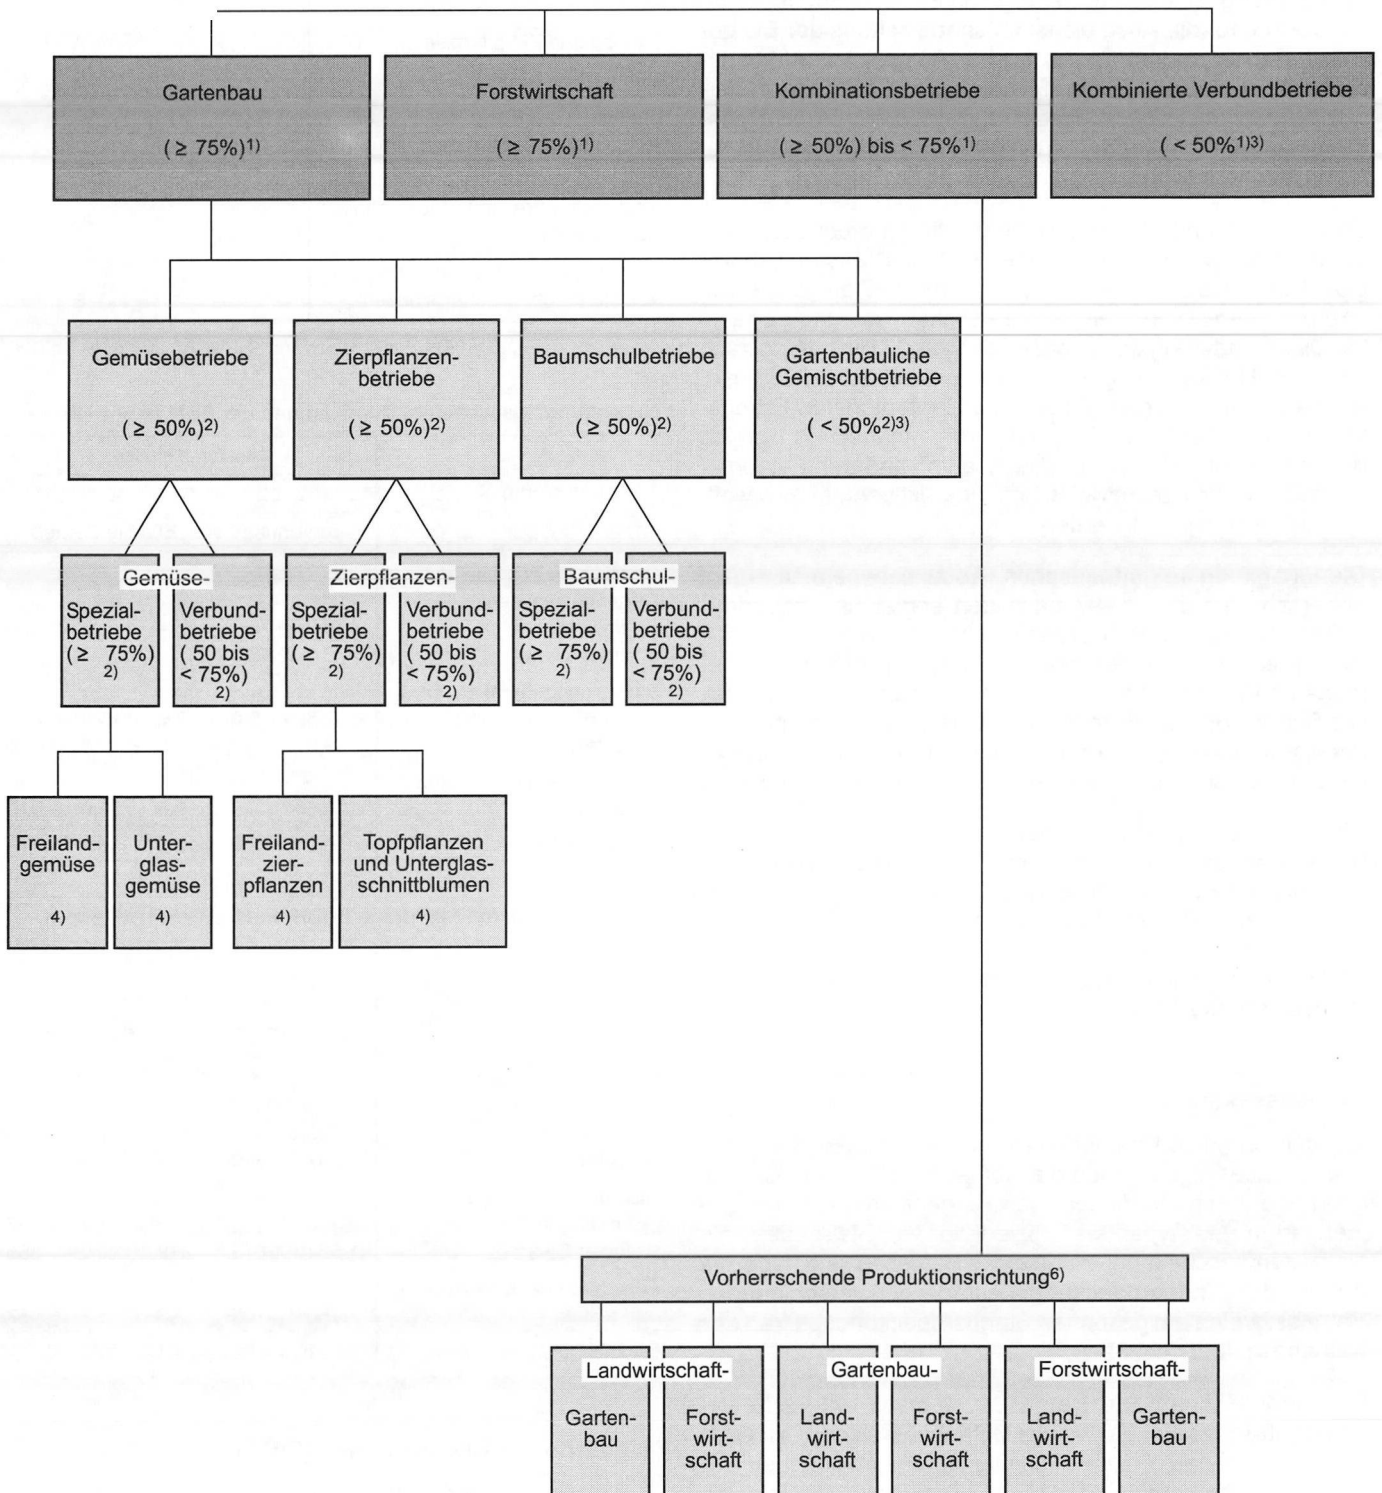 Gartenbau
( ≥ 75%)1)
Forstwirtschaft
( ≥ 75%)1)
Kombinationsbetriebe
( ≥ 50%) bis < 75%1)
Kombinierte Verbundbetriebe
( < 50%1)3)
Gemüsebetriebe
( ≥ 50%)2)
Zierpflanzen-
betriebe
( ≥ 50%)2)
Baumschulbetriebe
( ≥ 50%)2)
Gartenbauliche
Gemischtbetriebe
( < 50%2)3)
Gemüse-
Spezial-
betriebe
( ≥ 75%)
2)
Verbund-
betriebe
( 50 bis
< 75%)
2)
Zierpflanzen-
Spezial-
betriebe
( ≥ 75%)
2)
Verbund-
betriebe
( 50 bis
< 75%)
2)
Baumschul-
Spezial-
betriebe
( ≥ 75%)
2)
Verbund-
betriebe
( 50 bis
< 75%)
2)
Freiland-
gemüse
4)
Unter-
glas-
gemüse
4)
Freiland-
zier-
pflanzen
4)
Topfpflanzen
und Unterglas-
schnittblumen
4)
Vorherrschende Produktionsrichtung6)
Landwirtschaft-
Garten-
bau
Forst-
wirt-
schaft
Gartenbau-
Land-
wirt-
schaft
Forst-
wirt-
schaft
Forstwirtschaft-
Land-
wirt-
schaft
Garten-
bau